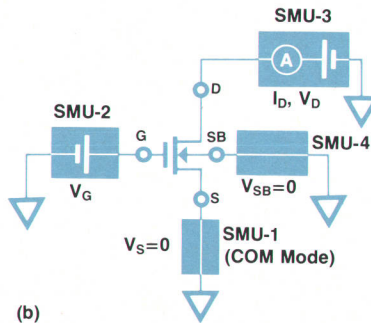 SMU-3
A
D
I_D, V_D
SMU-2
G
SB
SMU-4
V_G
V_SB=0
S
V_S=0
SMU-1
(COM Mode)
(b)